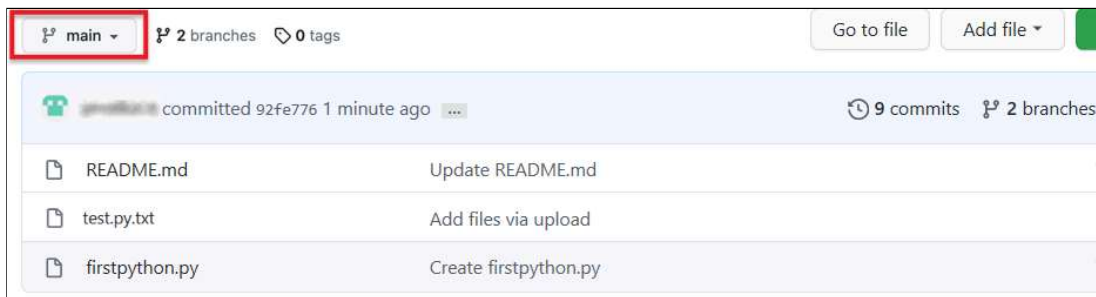 main 2 branches 0 tags Go to file Add file
committed 92fe776 1 minute ago ... 9 commits 2 branches
README.md Update README.md
test.py.txt Add files via upload
firstpython.py Create firstpython.py